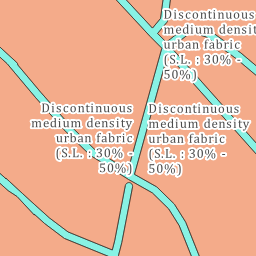 Discontinuous
medium density
urban fabric
(S.L. : 30% -
50%)
Discontinuous
medium density
urban fabric
(S.L. : 30% -
50%)
Discontinuous
medium density
urban fabric
(S.L. : 30% -
50%)